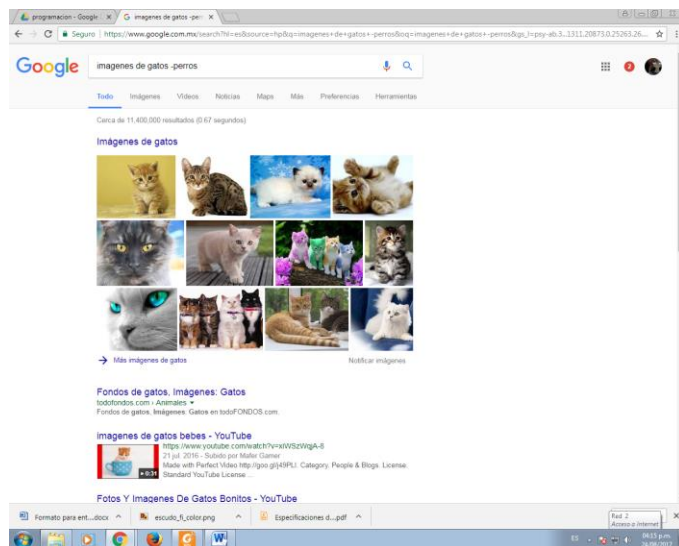 programacion - Google
imagenes de gatos -perr
Seguro | https://www.google.com.mx/search?hl=es&source=hp&q=imagenes+de+gatos+-perros&oq=imagenes+de+gatos+-perros&gs_l=psy-ab.3...1311.20873.0.25263.26...
Google
imagenes de gatos -perros
2
Todo Imágenes Vídeos Noticias Maps Más Preferencias Herramientas
Cerca de 11,400,000 resultados (0.67 segundos)
Imágenes de gatos
Más imágenes de gatos
Notificar imágenes
Fondos de gatos, Imágenes: Gatos
todofondos.com › Animales
Fondos de gatos, Imágenes: Gatos en todoFONDOS.com.
imagenes de gatos bebes - YouTube
https://www.youtube.com/watch?v=xIWSzWqjA-8
21 jul. 2016 - Subido por Mafer Gamer
Made with Perfect Video http://goo.gl/j49PLI. Category, People & Blogs. License.
Standard YouTube License ...
0:31
Fotos Y Imagenes De Gatos Bonitos - YouTube
Formato para ent....docx
escudo_fi_color.png
Especificaciones d....pdf
Red 2
Acceso a Internet
ES
04:15 p.m.